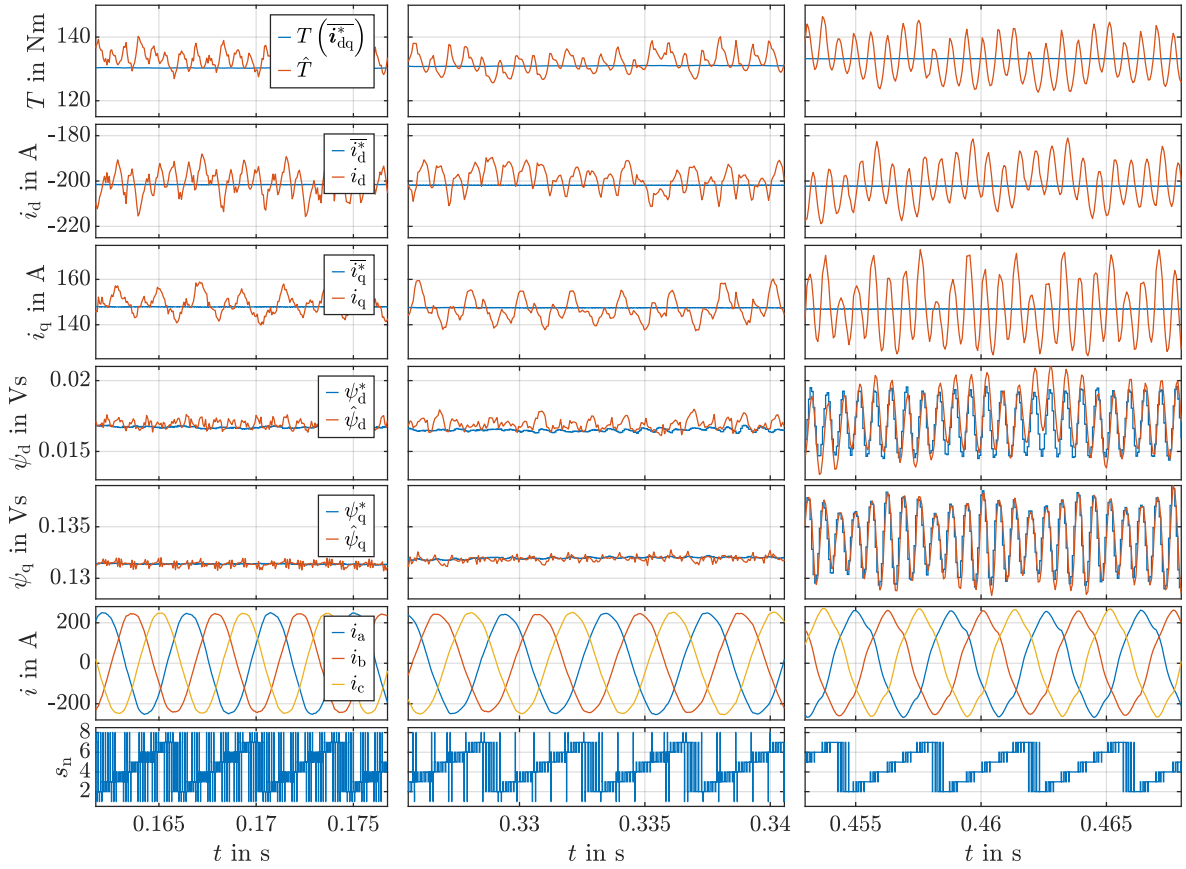 T in Nm
140
120
T (i*dq)
T̂
i_d in A
-180
-200
-220
i*_d
i_d
i_q in A
160
140
i*_q
i_q
ψ_d in Vs
0.02
0.015
ψ*_d
ψ̂_d
ψ_q in Vs
0.135
0.13
ψ*_q
ψ̂_q
i in A
200
0
-200
i_a
i_b
i_c
s_n
8
6
4
2
0.165 0.17 0.175 0.33 0.335 0.34 0.455 0.46 0.465
t in s t in s t in s